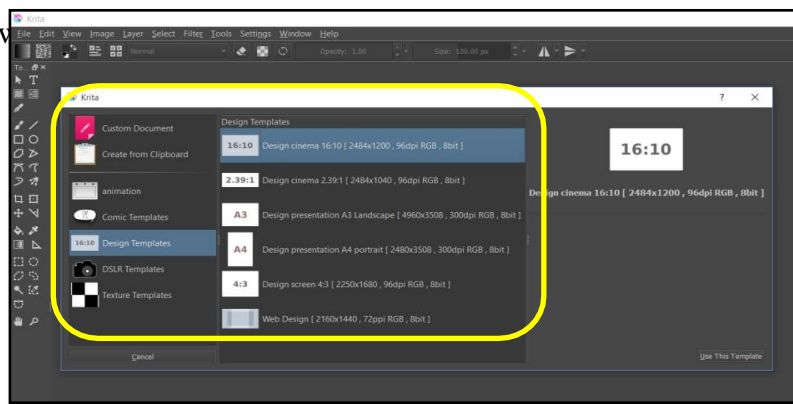 Krita
File Edit View Image Layer Select Filter Tools Settings Window Help
Normal Opacity: 1.00 Size: 106.00 px
To...
Krita ? ×
Custom Document
Create from Clipboard
animation
Comic Templates
16:10 Design Templates
DSLR Templates
Texture Templates
Cancel
Design Templates
16:10 Design cinema 16:10 [ 2484x1200 , 96dpi RGB , 8bit ]
2.39:1 Design cinema 2.39:1 [ 2484x1040 , 96dpi RGB , 8bit ]
A3 Design presentation A3 Landscape [ 4960x3508 , 300dpi RGB , 8bit ]
A4 Design presentation A4 portrait [ 2480x3508 , 300dpi RGB , 8bit ]
4:3 Design screen 4:3 [ 2250x1680 , 96dpi RGB , 8bit ]
Web Design [ 2160x1440 , 72ppi RGB , 8bit ]
16:10
Design cinema 16:10 [ 2484x1200 , 96dpi RGB , 8bit ]
Use This Template